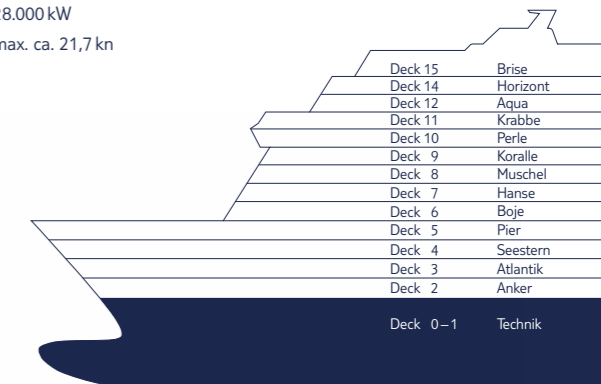 28.000 kW
max. ca. 21,7 kn
Deck 15 Brise
Deck 14 Horizont
Deck 12 Aqua
Deck 11 Krabbe
Deck 10 Perle
Deck 9 Koralle
Deck 8 Muschel
Deck 7 Hanse
Deck 6 Boje
Deck 5 Pier
Deck 4 Seestern
Deck 3 Atlantik
Deck 2 Anker
Deck 0–1 Technik